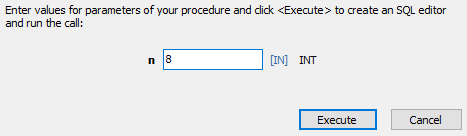 Enter values for parameters of your procedure and click <Execute> to create an SQL editor
and run the call:
n 8 [IN] INT
Execute Cancel